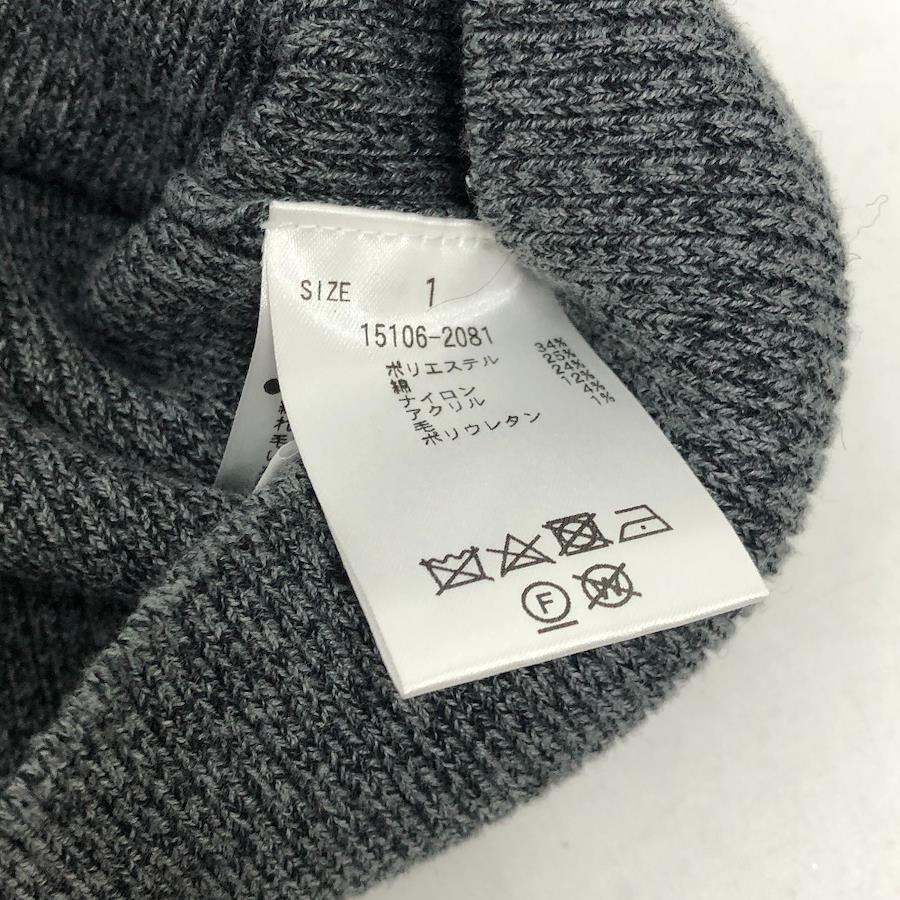 SIZE 1
15106-2081
ポリエステル 34%
綿 25%
ナイロン 24%
アクリル 12%
毛 4%
ポリウレタン 1%
F
W